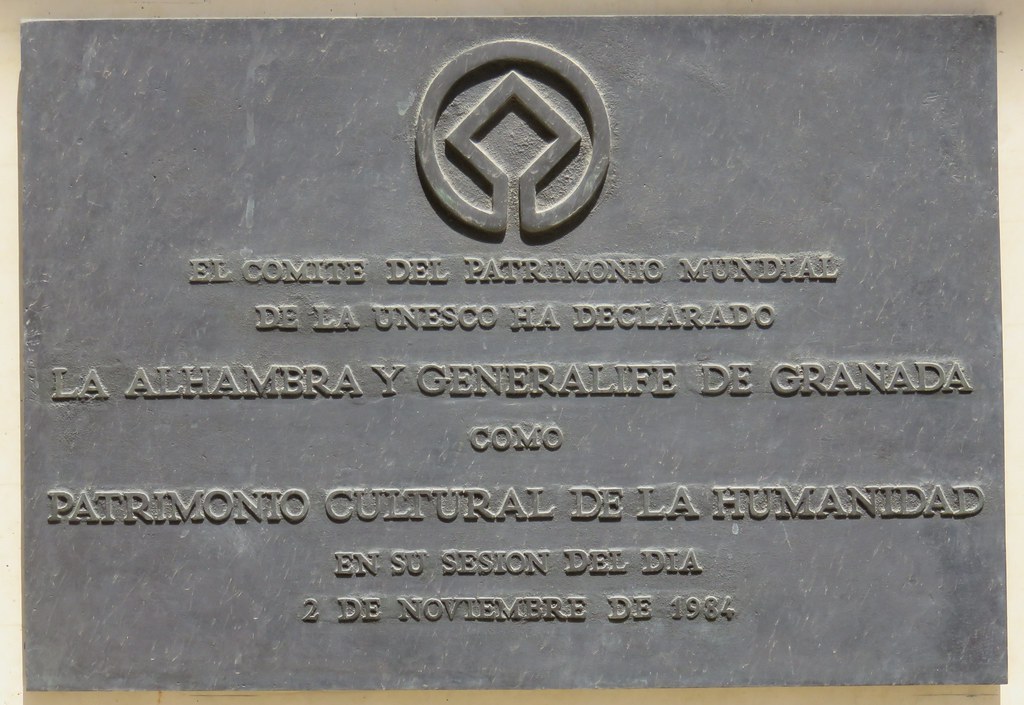 EL COMITE DEL PATRIMONIO MUNDIAL
DE LA UNESCO HA DECLARADO
LA ALHAMBRA Y GENERALIFE DE GRANADA
COMO
PATRIMONIO CULTURAL DE LA HUMANIDAD
EN SU SESION DEL DIA
2 DE NOVIEMBRE DE 1984